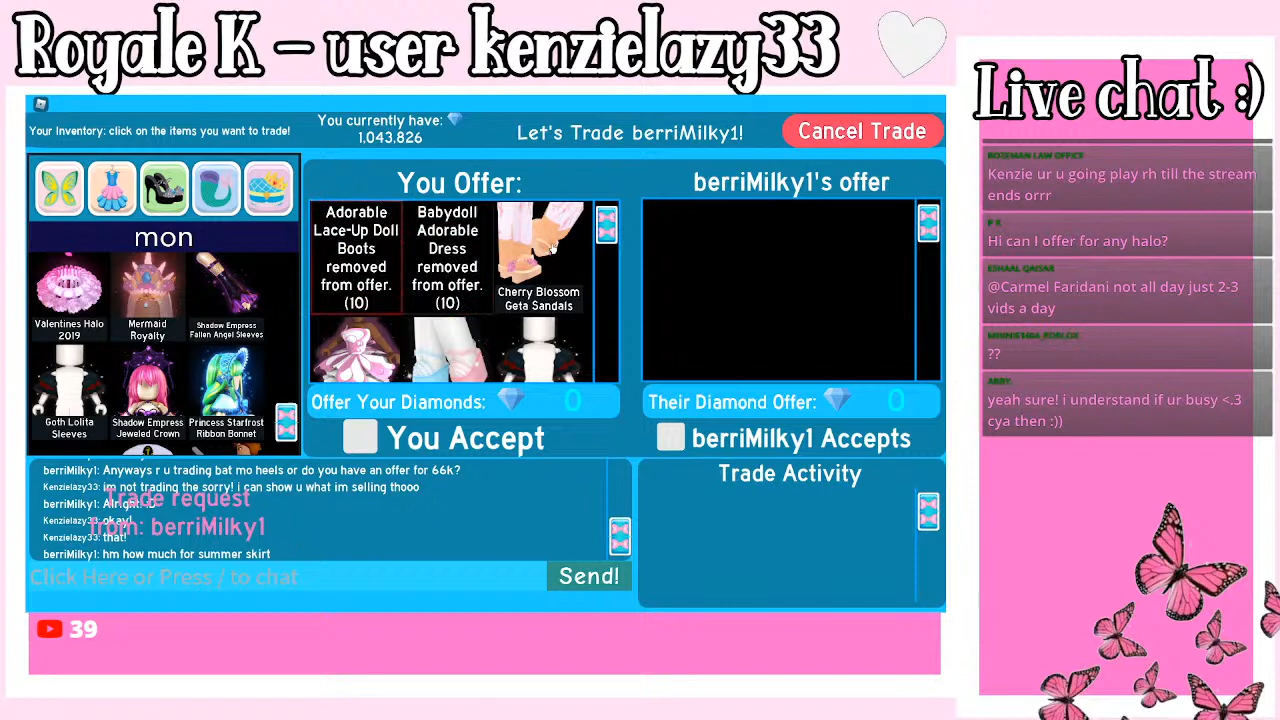 Royale K - user kenzielazy33
Your Inventory: click on the items you want to trade!
You currently have:
1,043,826
Let's Trade berriMilky1!
Cancel Trade
mon
Valentines Halo
2019
Mermaid
Royalty
Shadow Empress
Fallen Angel Sleeves
Goth Lolita
Sleeves
Shadow Empress
Jeweled Crown
Princess Starfrost
Ribbon Bonnet
You Offer:
Adorable
Lace-Up Doll
Boots
removed
from offer.
(10)
Babydoll
Adorable
Dress
removed
from offer.
(10)
Cherry Blossom
Geta Sandals
Offer Your Diamonds: 0
You Accept
berriMilky1's offer
Their Diamond Offer: 0
berriMilky1 Accepts
berriMilky1: Anyways r u trading bat mo heels or do you have an offer for 66k?
Kenzielazy33: im not trading the sorry! i can show u what im selling thooo
berriMilky1: Alright :D
Kenzielazy33: okay!
Kenzielazy33: that!
berriMilky1: hm how much for summer skirt
Trade request
from: berriMilky1
Click Here or Press / to chat
Send!
Trade Activity
39
Live chat :)
ROSEMAN LAW OFFICE
Kenzie ur u going play rh till the stream
ends orrr
P K
Hi can I offer for any halo?
ESHAAL QAISAR
@Carmel Faridani not all day just 2-3
vids a day
??
ABBY.
yeah sure! i understand if ur busy <.3
cya then :))